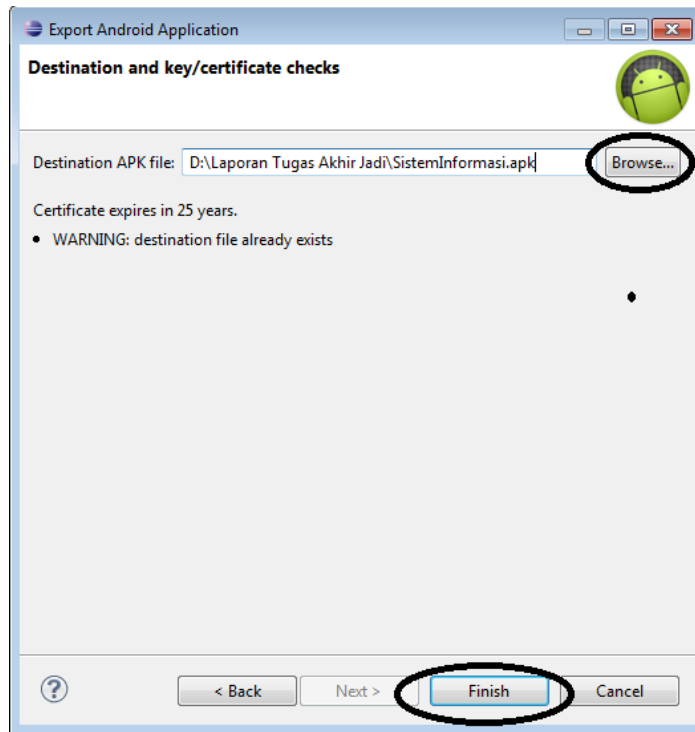 Export Android Application
Destination and key/certificate checks
Destination APK file: D:\Laporan Tugas Akhir Jadi\SistemInformasi.apk Browse...
Certificate expires in 25 years.
• WARNING: destination file already exists
? < Back Next > Finish Cancel